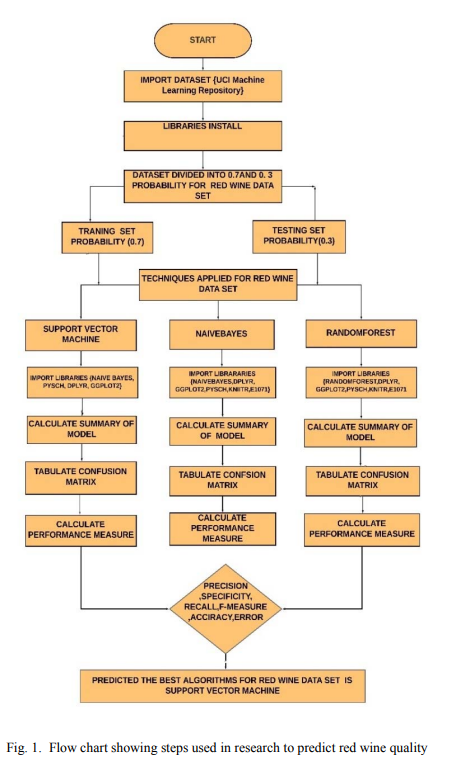 START
IMPORT DATASET {UCI Machine
Learning Repository}
LIBRARIES INSTALL
DATASET DIVIDED INTO 0.7AND 0. 3
PROBABILITY FOR RED WINE DATA
SET
TRANING SET
PROBABILITY (0.7)
TESTING SET
PROBABILITY(0.3)
TECHNIQUES APPLIED FOR RED WINE
DATA SET
SUPPORT VECTOR
MACHINE
NAIVEBAYES
RANDOMFOREST
IMPORT LIBRARIES {NAIVE BAYES,
PYSCH, DPLYR, GGPLOTZ}
IMPORT LIBRARARIES
{NAIVEBAYES,DPLYR,
GGPLOT2,PYSCH,KNITR,E1071}
IMPORT LIBRARIES
{RANDOMFOREST,DPLYR,
GGPLOT2,PYSCH,KNITR,E1071
CALCULATE SUMMARY OF
MODEL
CALCULATE SUMMARY
OF MODEL
CALCULATE SUMMARY OF
MODEL
TABULATE CONFUSION
MATRIX
TABULATE CONFSION
MATRIX
TABULATE CONFUSION
MATRIX
CALCULATE
PERFORMANCE MEASURE
CALCULATE
PERFORMANCE
MEASURE
CALCULATE
PERFORMANCE MEASURE
PRECISION
,SPECIFICITY,
RECALL,F-MEASURE
,ACCIRACY,ERROR
PREDICTED THE BEST ALGORITHMS FOR RED WINE DATA SET IS
SUPPORT VECTOR MACHINE
Fig. 1. Flow chart showing steps used in research to predict red wine quality